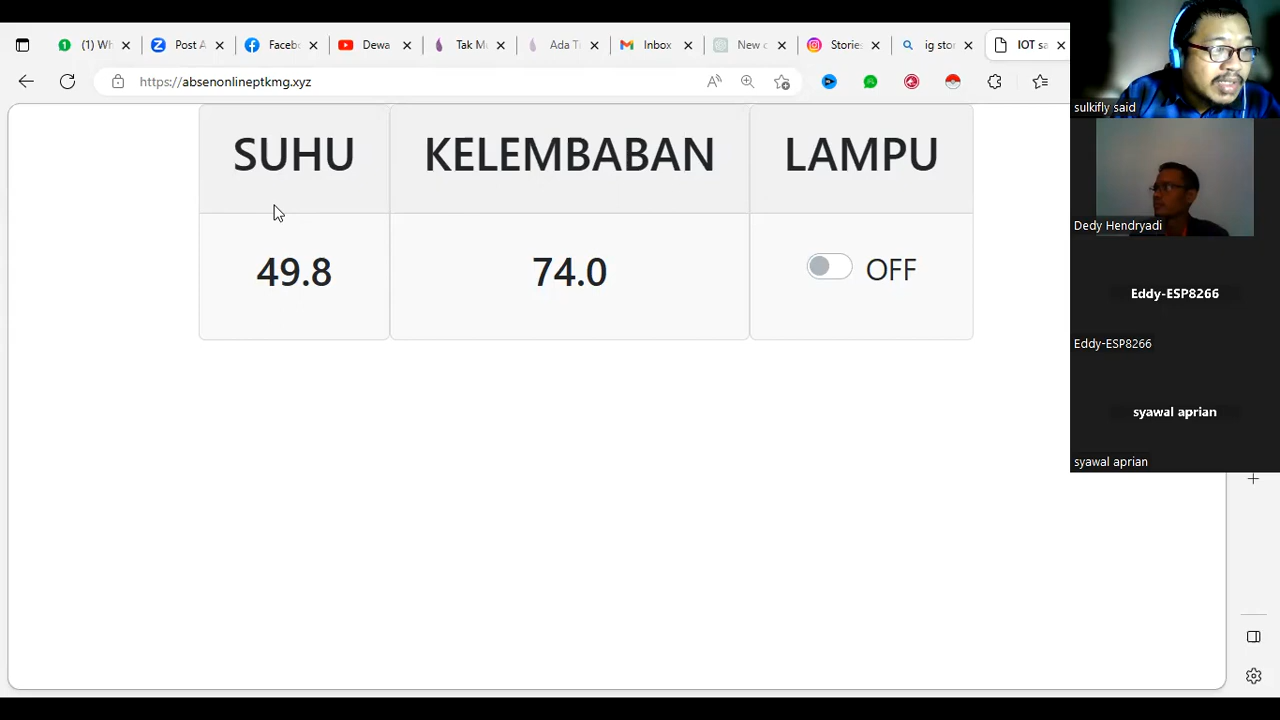 (1) Wh
Post A
Faceb
Dewa
Tak M
Ada T
Inbox
New c
Stories
ig stor
IOT sa
https://absenonlineptkmg.xyz
SUHU
KELEMBABAN
LAMPU
49.8
74.0
OFF
sulkifly said
Dedy Hendryadi
Eddy-ESP8266
Eddy-ESP8266
syawal aprian
syawal aprian